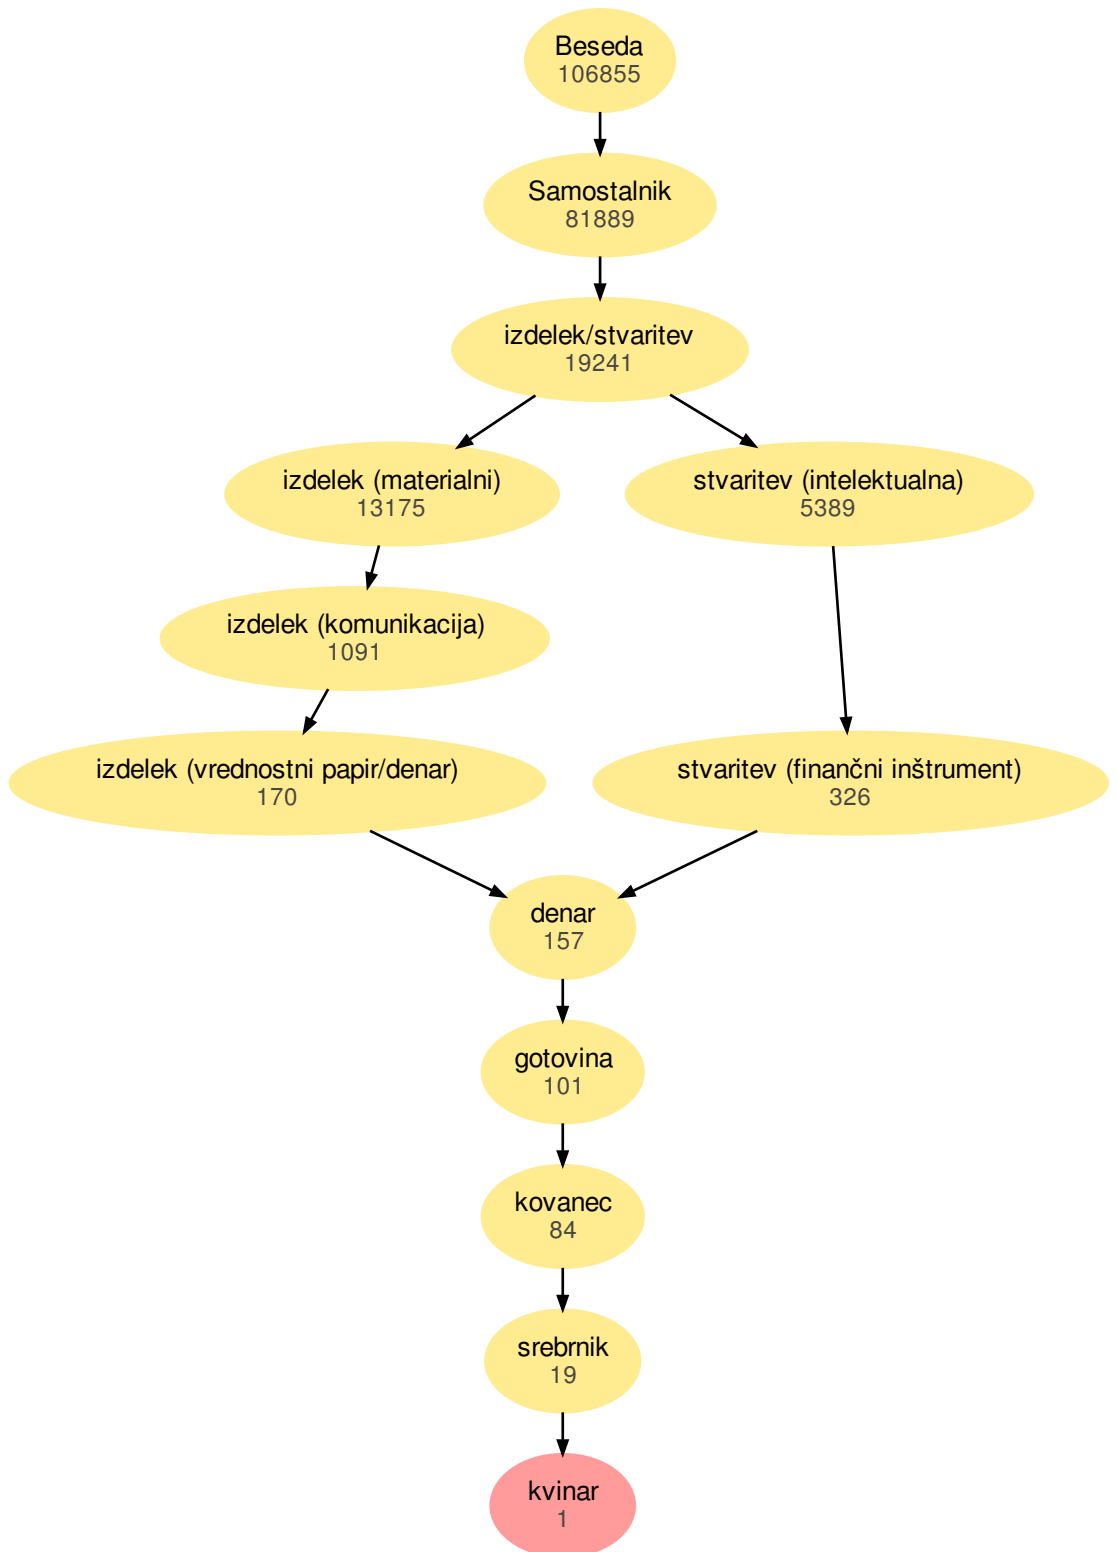 Beseda
106855
Samostalnik
81889
izdelek/stvaritev
19241
izdelek (materialni)
13175
stvaritev (intelektualna)
5389
izdelek (komunikacija)
1091
izdelek (vrednostni papir/denar)
170
stvaritev (finančni inštrument)
326
denar
157
gotovina
101
kovanec
84
srebrnik
19
kvinar
1